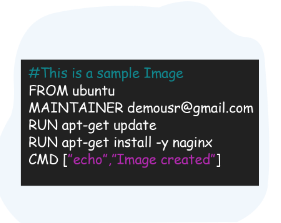 #This is a sample Image
FROM ubuntu
MAINTAINER demousr@gmail.com
RUN apt-get update
RUN apt-get install -y naginx
CMD ["echo","Image created"]